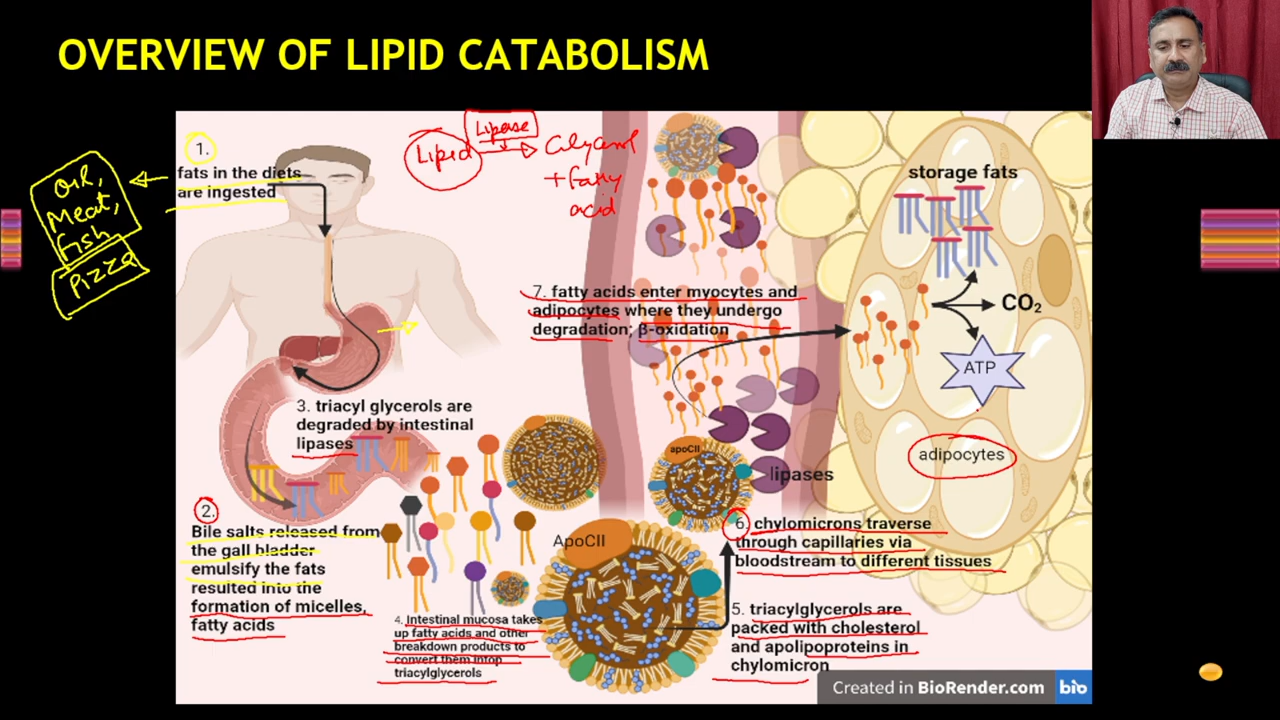 OVERVIEW OF LIPID CATABOLISM
1.
fats in the diets
are ingested
OiR,
Meat,
fish
Pizza
Lipid
Lipase
Glycerol
+ fatty
acid
storage fats
CO₂
ATP
adipocytes
7. fatty acids enter myocytes and
adipocytes where they undergo
degradation; β-oxidation
3. triacyl glycerols are
degraded by intestinal
lipases
2.
Bile salts released from
the gall bladder
emulsify the fats
resulted into the
formation of micelles,
fatty acids
4. Intestinal mucosa takes
up fatty acids and other
breakdown products to
convert them intop
triacylglycerols
ApoCII
apoCII
lipases
6. chylomicrons traverse
through capillaries via
bloodstream to different tissues
5. triacylglycerols are
packed with cholesterol
and apolipoproteins in
chylomicron
Created in BioRender.com bio